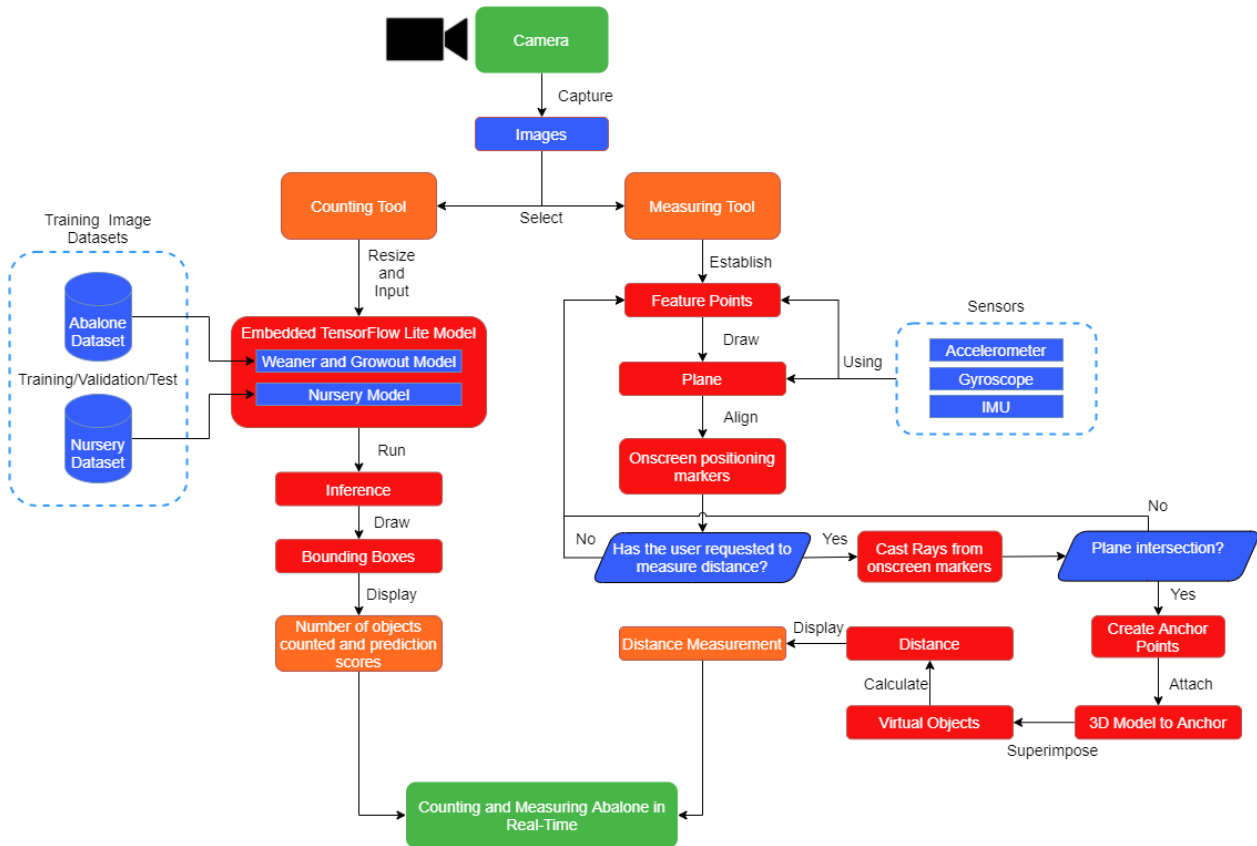 Camera
Capture
Images
Counting Tool
Select
Measuring Tool
Training Image
Datasets
Resize
and
Input
Establish
Abalone
Dataset
Embedded TensorFlow Lite Model
Weaner and Growout Model
Nursery Model
Training/Validation/Test
Nursery
Dataset
Feature Points
Sensors
Accelerometer
Gyroscope
IMU
Using
Draw
Plane
Align
Run
Onscreen positioning
markers
Inference
Draw
No
Has the user requested to
measure distance?
Yes
Cast Rays from
onscreen markers
No
Plane intersection?
Bounding Boxes
Display
Yes
Number of objects
counted and prediction
scores
Distance Measurement
Display
Distance
Create Anchor
Points
Calculate
Attach
Virtual Objects
3D Model to Anchor
Superimpose
Counting and Measuring Abalone in
Real-Time